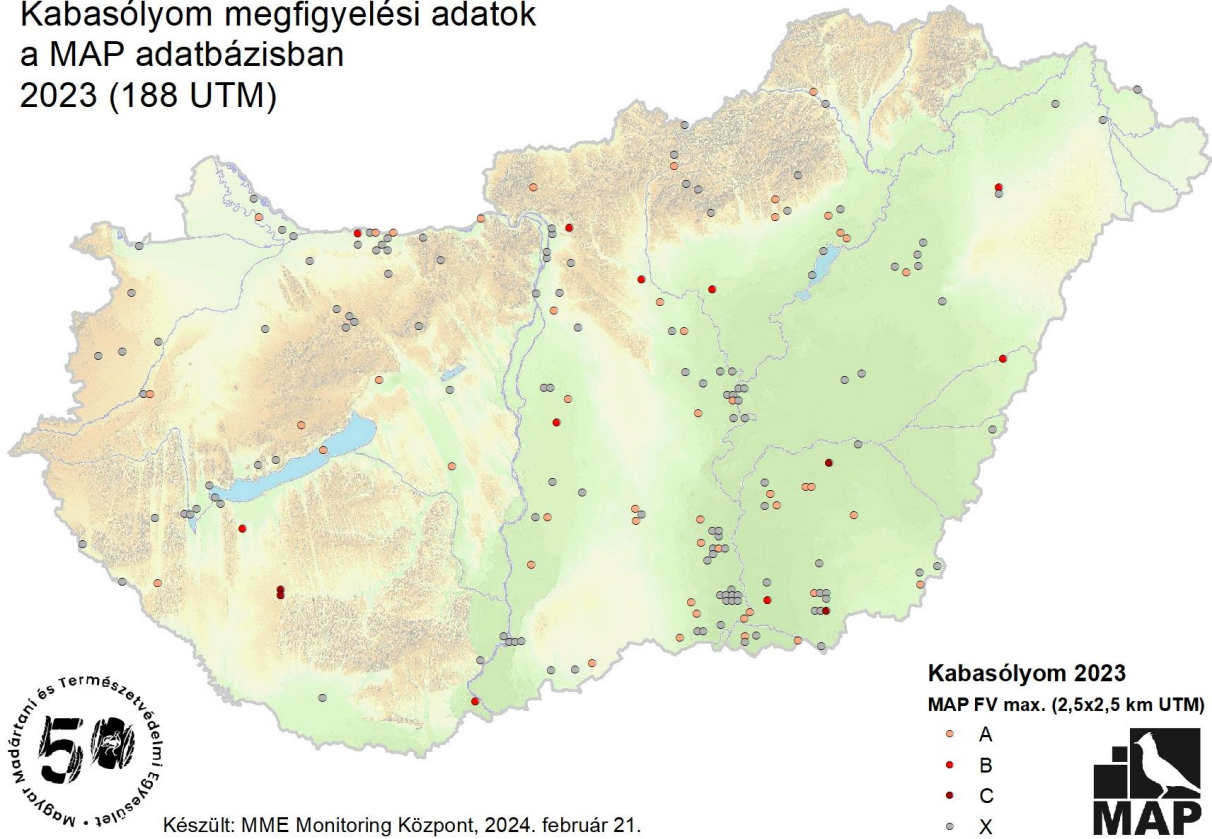 Kabasólyom megfigyelési adatok
a MAP adatbázisban
2023 (188 UTM)
Kabasólyom 2023
MAP FV max. (2,5x2,5 km UTM)
A
B
C
X
Magyar Madártani és Természetvédelmi Egyesület •
50
MAP
Készült: MME Monitoring Központ, 2024. február 21.